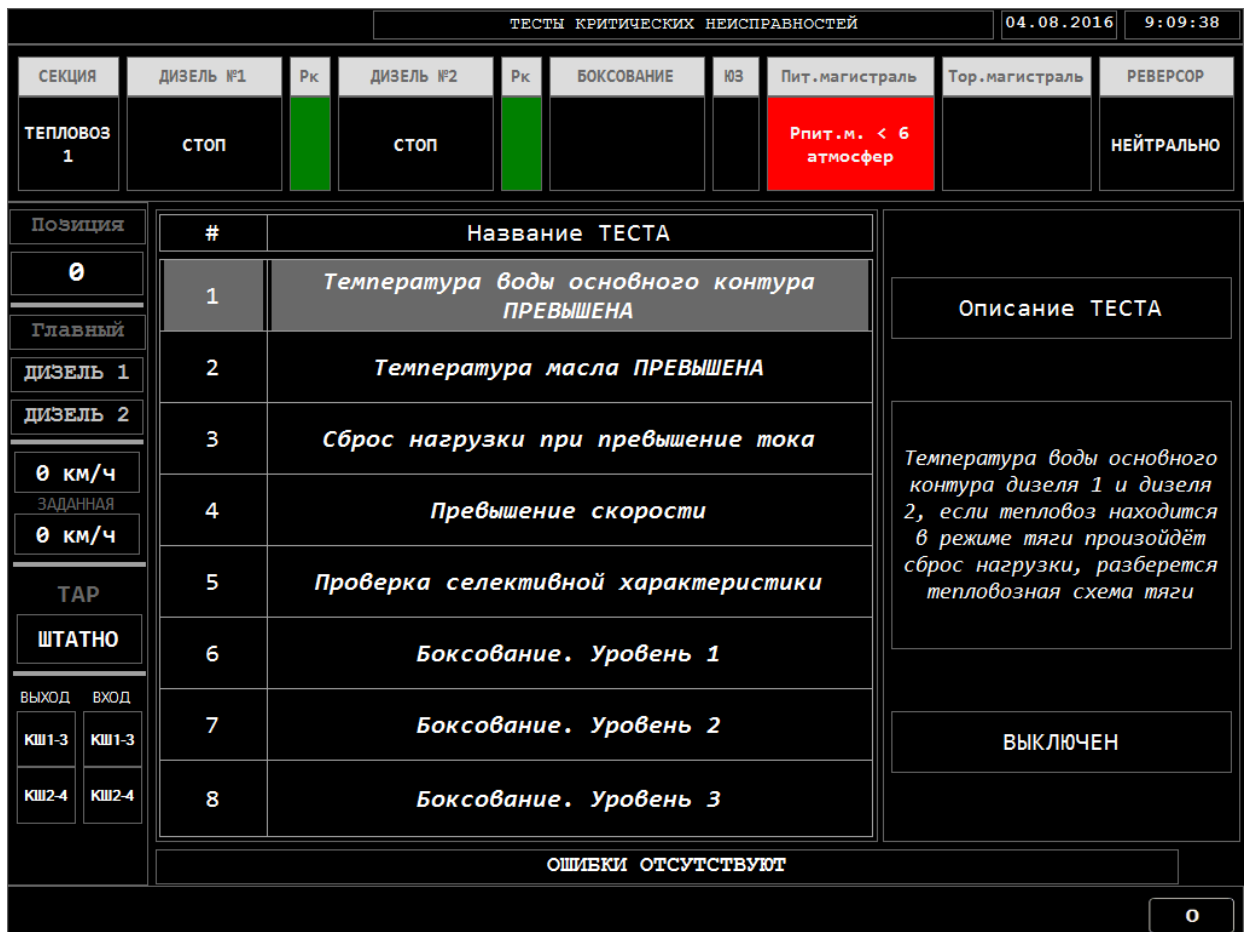 ТЕСТЫ КРИТИЧЕСКИХ НЕИСПРАВНОСТЕЙ
04.08.2016
9:09:38
СЕКЦИЯ
ДИЗЕЛЬ №1
Рк
ДИЗЕЛЬ №2
Рк
БОКСОВАНИЕ
ЮЗ
Пит.магистраль
Тор.магистраль
РЕВЕРСОР
ТЕПЛОВОЗ
1
СТОП
СТОП
Рпит.м. < 6
атмосфер
НЕЙТРАЛЬНО
Позиция
0
Главный
ДИЗЕЛЬ 1
ДИЗЕЛЬ 2
0 км/ч
ЗАДАННАЯ
0 км/ч
ТАР
ШТАТНО
ВЫХОД ВХОД
КШ1-3 КШ1-3
КШ2-4 КШ2-4
# Название ТЕСТА
1 Температура воды основного контура
ПРЕВЫШЕНА
2 Температура масла ПРЕВЫШЕНА
3 Сброс нагрузки при превышение тока
4 Превышение скорости
5 Проверка селективной характеристики
6 Боксование. Уровень 1
7 Боксование. Уровень 2
8 Боксование. Уровень 3
Описание ТЕСТА
Температура воды основного
контура дизеля 1 и дизеля
2, если тепловоз находится
в режиме тяги произойдёт
сброс нагрузки, разберется
тепловозная схема тяги
ВЫКЛЮЧЕН
ОШИБКИ ОТСУТСТВУЮТ
О